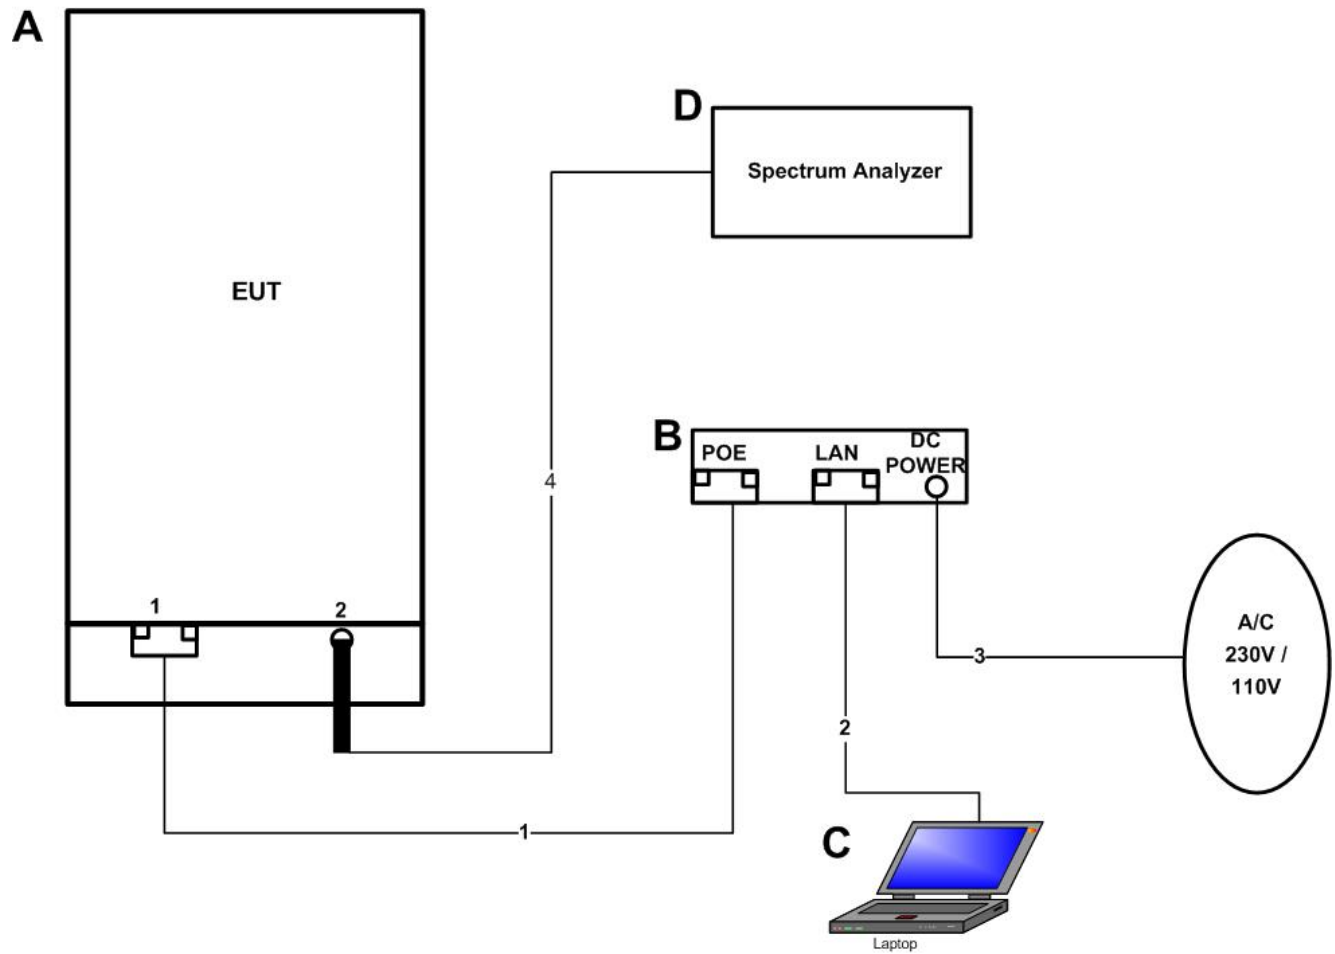 A
EUT
1
2
D
Spectrum Analyzer
4
B
POE
LAN
DC
POWER
A/C
230V /
110V
3
2
1
C
Laptop